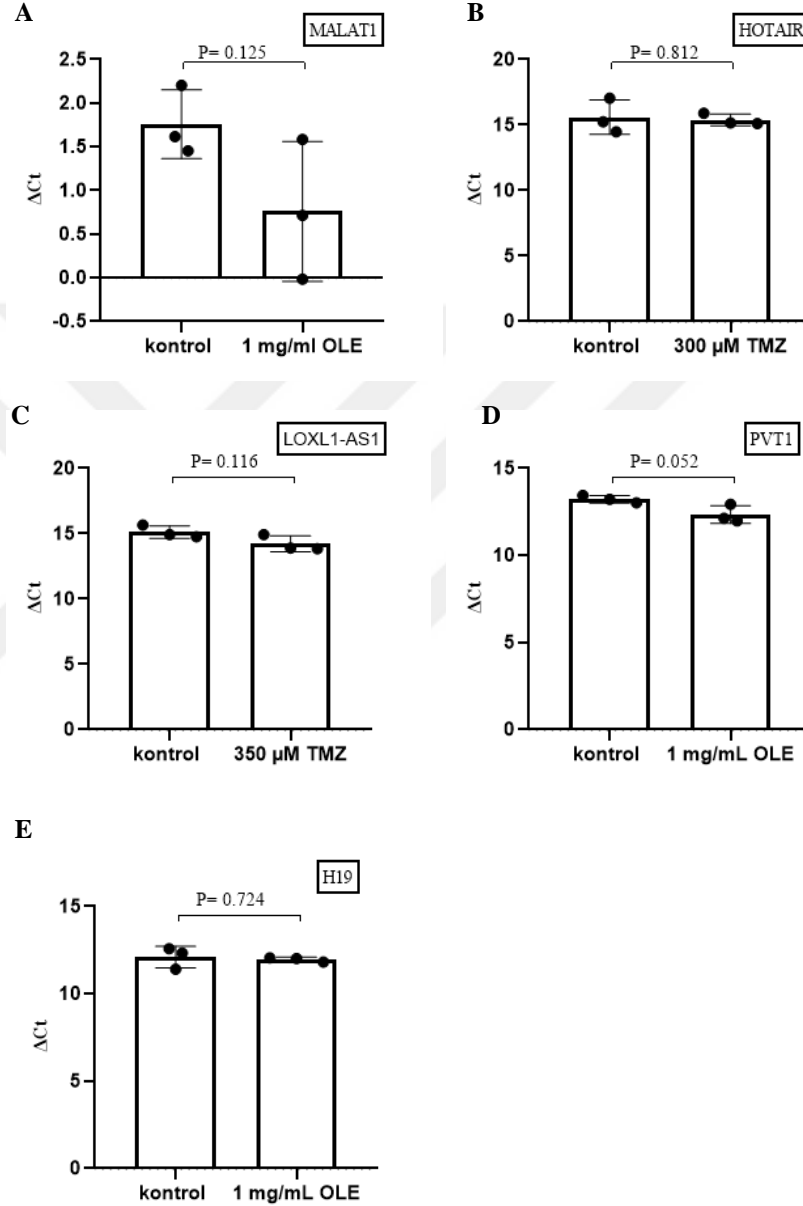 A
MALAT1
P= 0.125
2.5
2.0
1.5
1.0
0.5
0.0
-0.5
ΔCt
kontrol
1 mg/ml OLE
B
HOTAIR
P= 0.812
20
15
10
5
0
ΔCt
kontrol
300 µM TMZ
C
LOXL1-AS1
P= 0.116
20
15
10
5
0
ΔCt
kontrol
350 µM TMZ
D
PVT1
P= 0.052
15
10
5
0
ΔCt
kontrol
1 mg/mL OLE
E
H19
P= 0.724
15
10
5
0
ΔCt
kontrol
1 mg/mL OLE